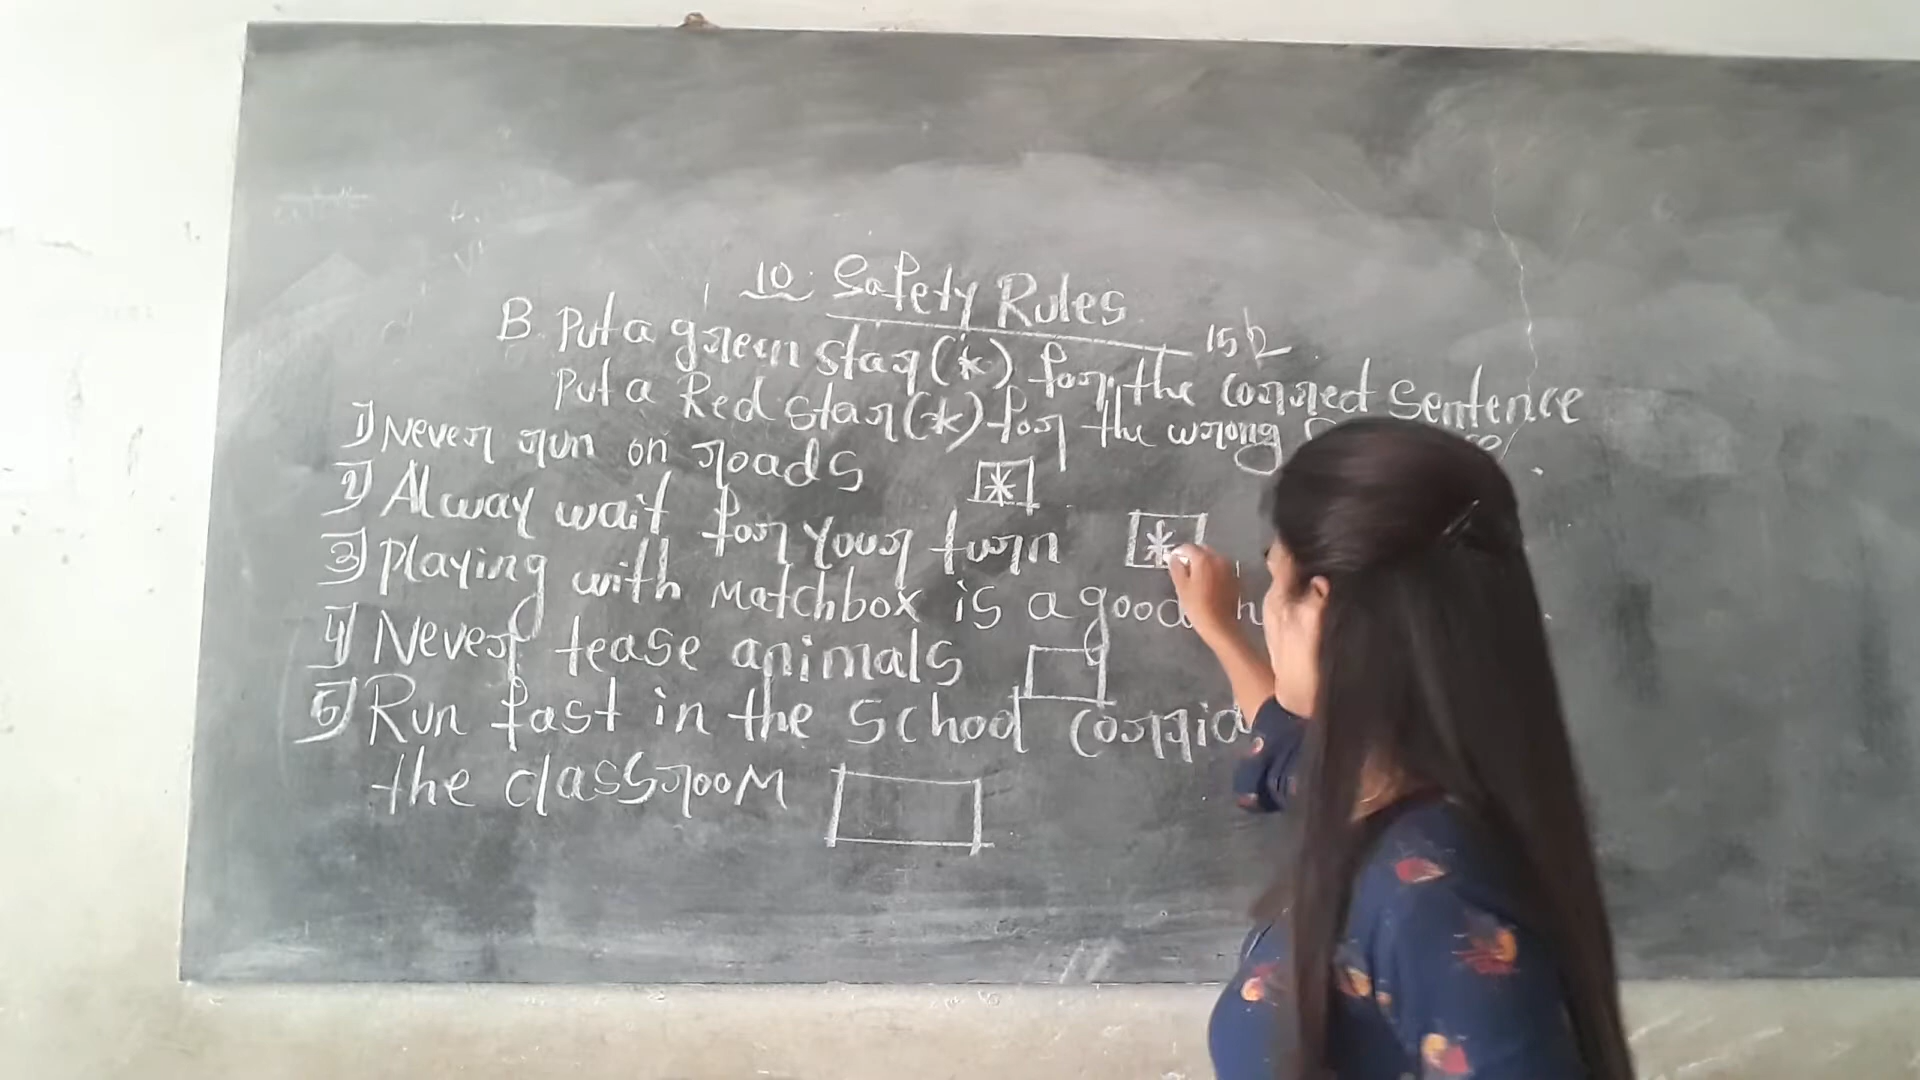 10. Safety Rules
B. Put a green star (*) for the correct Sentence
Put a Red star (*) for the wrong
1) Never run on roads
2) Alway wait for your turn
3) Playing with Matchbox is a good
4) Never tease animals
5) Run fast in the school
the classroom